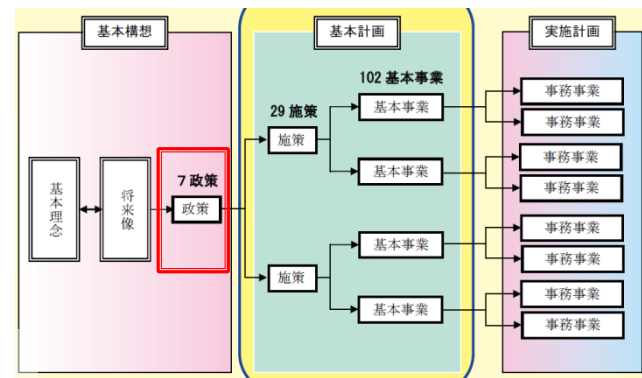 基本構想
基本計画
実施計画
102 基本事業
29 施策
7 政策
基本理念
将来像
政策
施策
施策
基本事業
基本事業
基本事業
基本事業
事務事業
事務事業
事務事業
事務事業
事務事業
事務事業
事務事業
事務事業